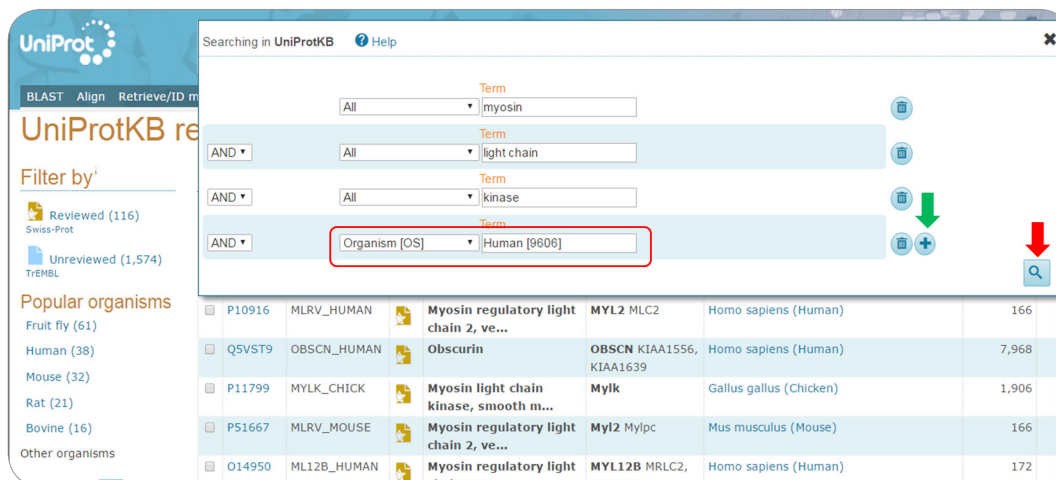 UniProt
Searching in UniProtKB ? Help
BLAST Align Retrieve/ID m
UniProtKB re
Term
All myosin
Term
AND All light chain
Term
AND All kinase
Term
AND Organism [OS] Human [9606]
Filter by
Reviewed (116)
Swiss-Prot
Unreviewed (1,574)
TrEMBL
Popular organisms
Fruit fly (61)
Human (38)
Mouse (32)
Rat (21)
Bovine (16)
Other organisms
P10916 MLRV_HUMAN Myosin regulatory light MYL2 MLC2 Homo sapiens (Human) 166
chain 2, ve...
Q5VST9 OBSCN_HUMAN Obscurin OBSCN KIAA1556, Homo sapiens (Human) 7,968
KIAA1639
P11799 MYLK_CHICK Myosin light chain Mylk Gallus gallus (Chicken) 1,906
kinase, smooth m...
P51667 MLRV_MOUSE Myosin regulatory light Myl2 Mylpc Mus musculus (Mouse) 166
chain 2, ve...
O14950 ML12B_HUMAN Myosin regulatory light MYL12B MRLC2, Homo sapiens (Human) 172